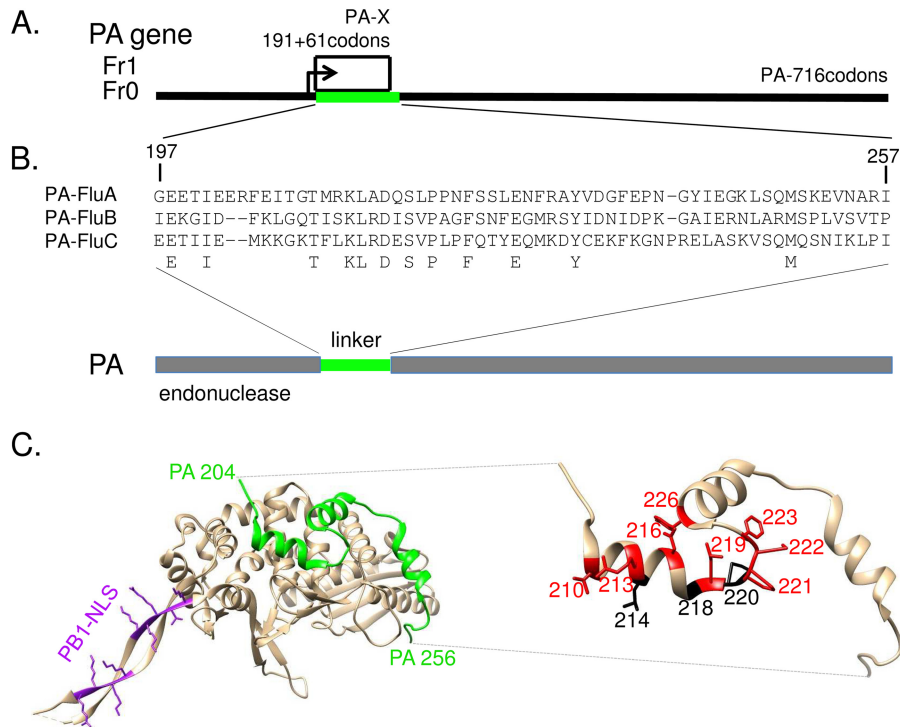 A.
PA gene
PA-X
191+61codons
Fr1
Fr0
PA-716codons
B.
197
257
PA-FluA GEETIEERFEITGTMRKLADQSLPPNFSSLENFRAYVDGFEPN-GYIEGKLSQMSKEVNARI
PA-FluB IEKGID--FKLGQTISKLRDISVPAGFSNFEGMRSYIDNIDPK-GAIERNLARMSPLVSVTP
PA-FluC EETIIE--MKKGKTFLKLRDESVPLPFQTYEQMKDYCEKFKGNPRELASKVSQMQSNIKLPI
E I T KL D S P F E Y M
linker
PA
endonuclease
C.
PA 204
PB1-NLS
PA 256
226
216
223
219
222
210
213
221
220
218
214